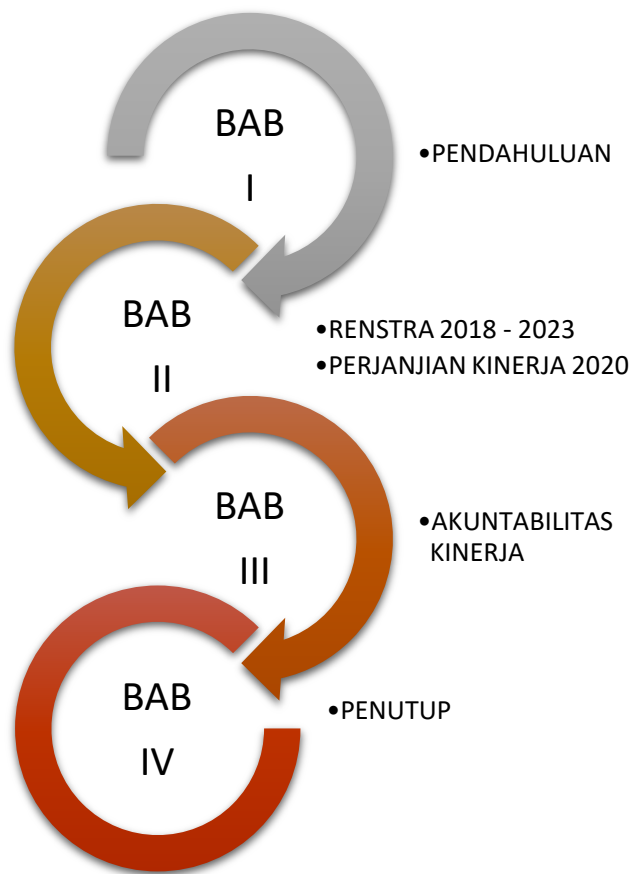 BAB
I
•PENDAHULUAN
BAB
II
•RENSTRA 2018 - 2023
•PERJANJIAN KINERJA 2020
BAB
III
•AKUNTABILITAS
KINERJA
BAB
IV
•PENUTUP